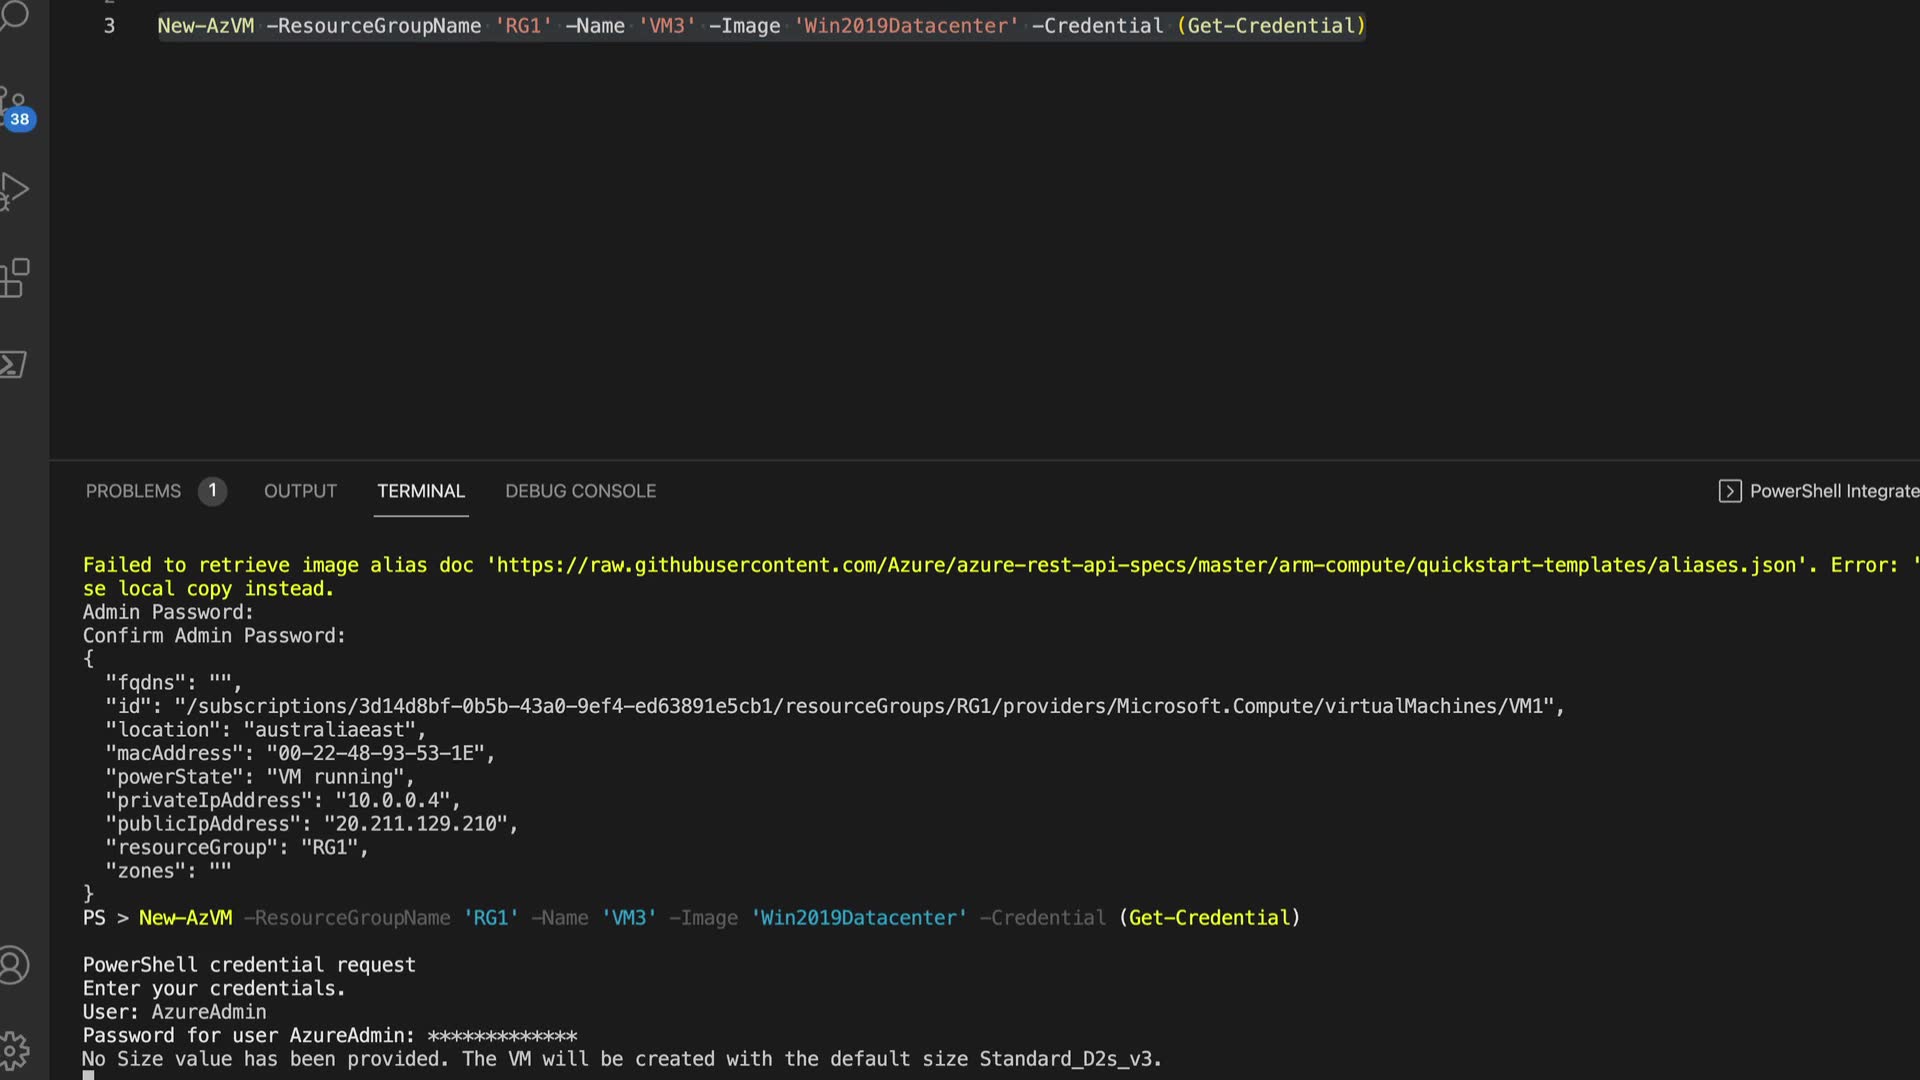 3 New-AzVM -ResourceGroupName 'RG1' -Name 'VM3' -Image 'Win2019Datacenter' -Credential (Get-Credential)
38
PROBLEMS 1 OUTPUT TERMINAL DEBUG CONSOLE PowerShell Integrate
Failed to retrieve image alias doc 'https://raw.githubusercontent.com/Azure/azure-rest-api-specs/master/arm-compute/quickstart-templates/aliases.json'. Error: '
se local copy instead.
Admin Password:
Confirm Admin Password:
{
"fqdns": "",
"id": "/subscriptions/3d14d8bf-0b5b-43a0-9ef4-ed63891e5cb1/resourceGroups/RG1/providers/Microsoft.Compute/virtualMachines/VM1",
"location": "australiaeast",
"macAddress": "00-22-48-93-53-1E",
"powerState": "VM running",
"privateIpAddress": "10.0.0.4",
"publicIpAddress": "20.211.129.210",
"resourceGroup": "RG1",
"zones": ""
}
PS > New-AzVM -ResourceGroupName 'RG1' -Name 'VM3' -Image 'Win2019Datacenter' -Credential (Get-Credential)
PowerShell credential request
Enter your credentials.
User: AzureAdmin
Password for user AzureAdmin: *************
No Size value has been provided. The VM will be created with the default size Standard_D2s_v3.